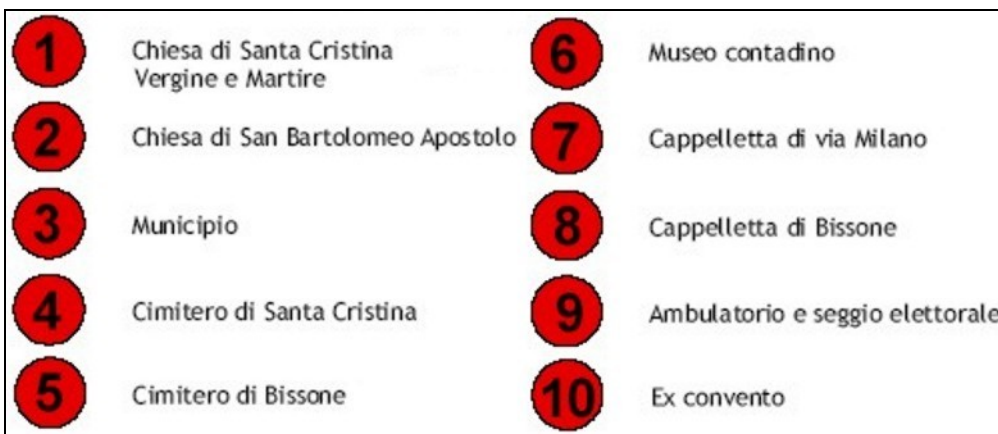 1
Chiesa di Santa Cristina
Vergine e Martire
2
Chiesa di San Bartolomeo Apostolo
3
Municipio
4
Cimitero di Santa Cristina
5
Cimitero di Bissone
6
Museo contadino
7
Cappelletta di via Milano
8
Cappelletta di Bissone
9
Ambulatorio e seggio elettorale
10
Ex convento